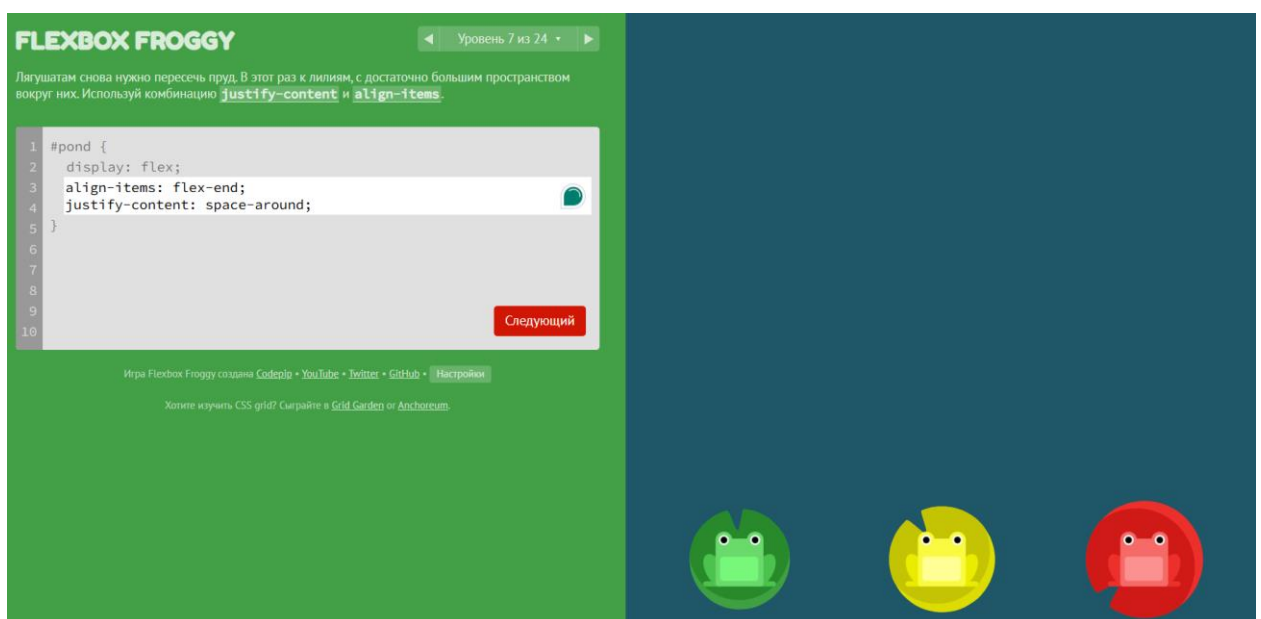 FLEXBOX FROGGY
Уровень 7 из 24
Лягушатам снова нужно пересечь пруд. В этот раз к лилиям, с достаточно большим пространством
вокруг них. Используй комбинацию justify-content и align-items.
1 #pond {
2 display: flex;
3 align-items: flex-end;
4 justify-content: space-around;
5 }
6
7
8
9
10
Следующий
Игра Flexbox Froggy создана Codepip • YouTube • Twitter • GitHub • Настройки
Хотите изучить CSS grid? Сыграйте в Grid Garden or Anchoreum.